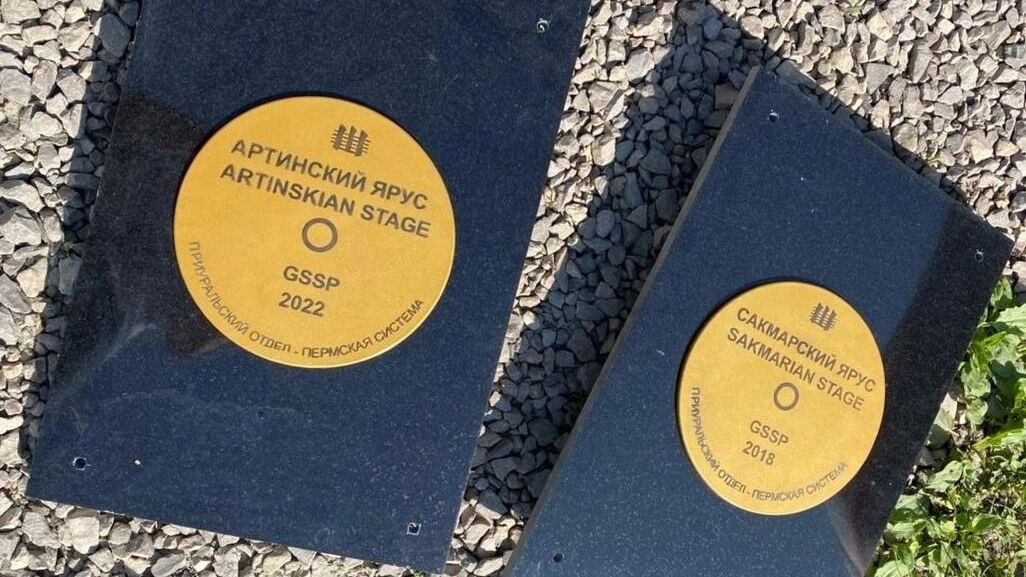 АРТИНСКИЙ ЯРУС
ARTINSKIAN STAGE
GSSP
2022
ПРИУРАЛЬСКИЙ ОТДЕЛ - ПЕРМСКАЯ СИСТЕМА
САКМАРСКИЙ ЯРУС
SAKMARIAN STAGE
GSSP
2018
ПРИУРАЛЬСКИЙ ОТДЕЛ - ПЕРМСКАЯ СИСТЕМА